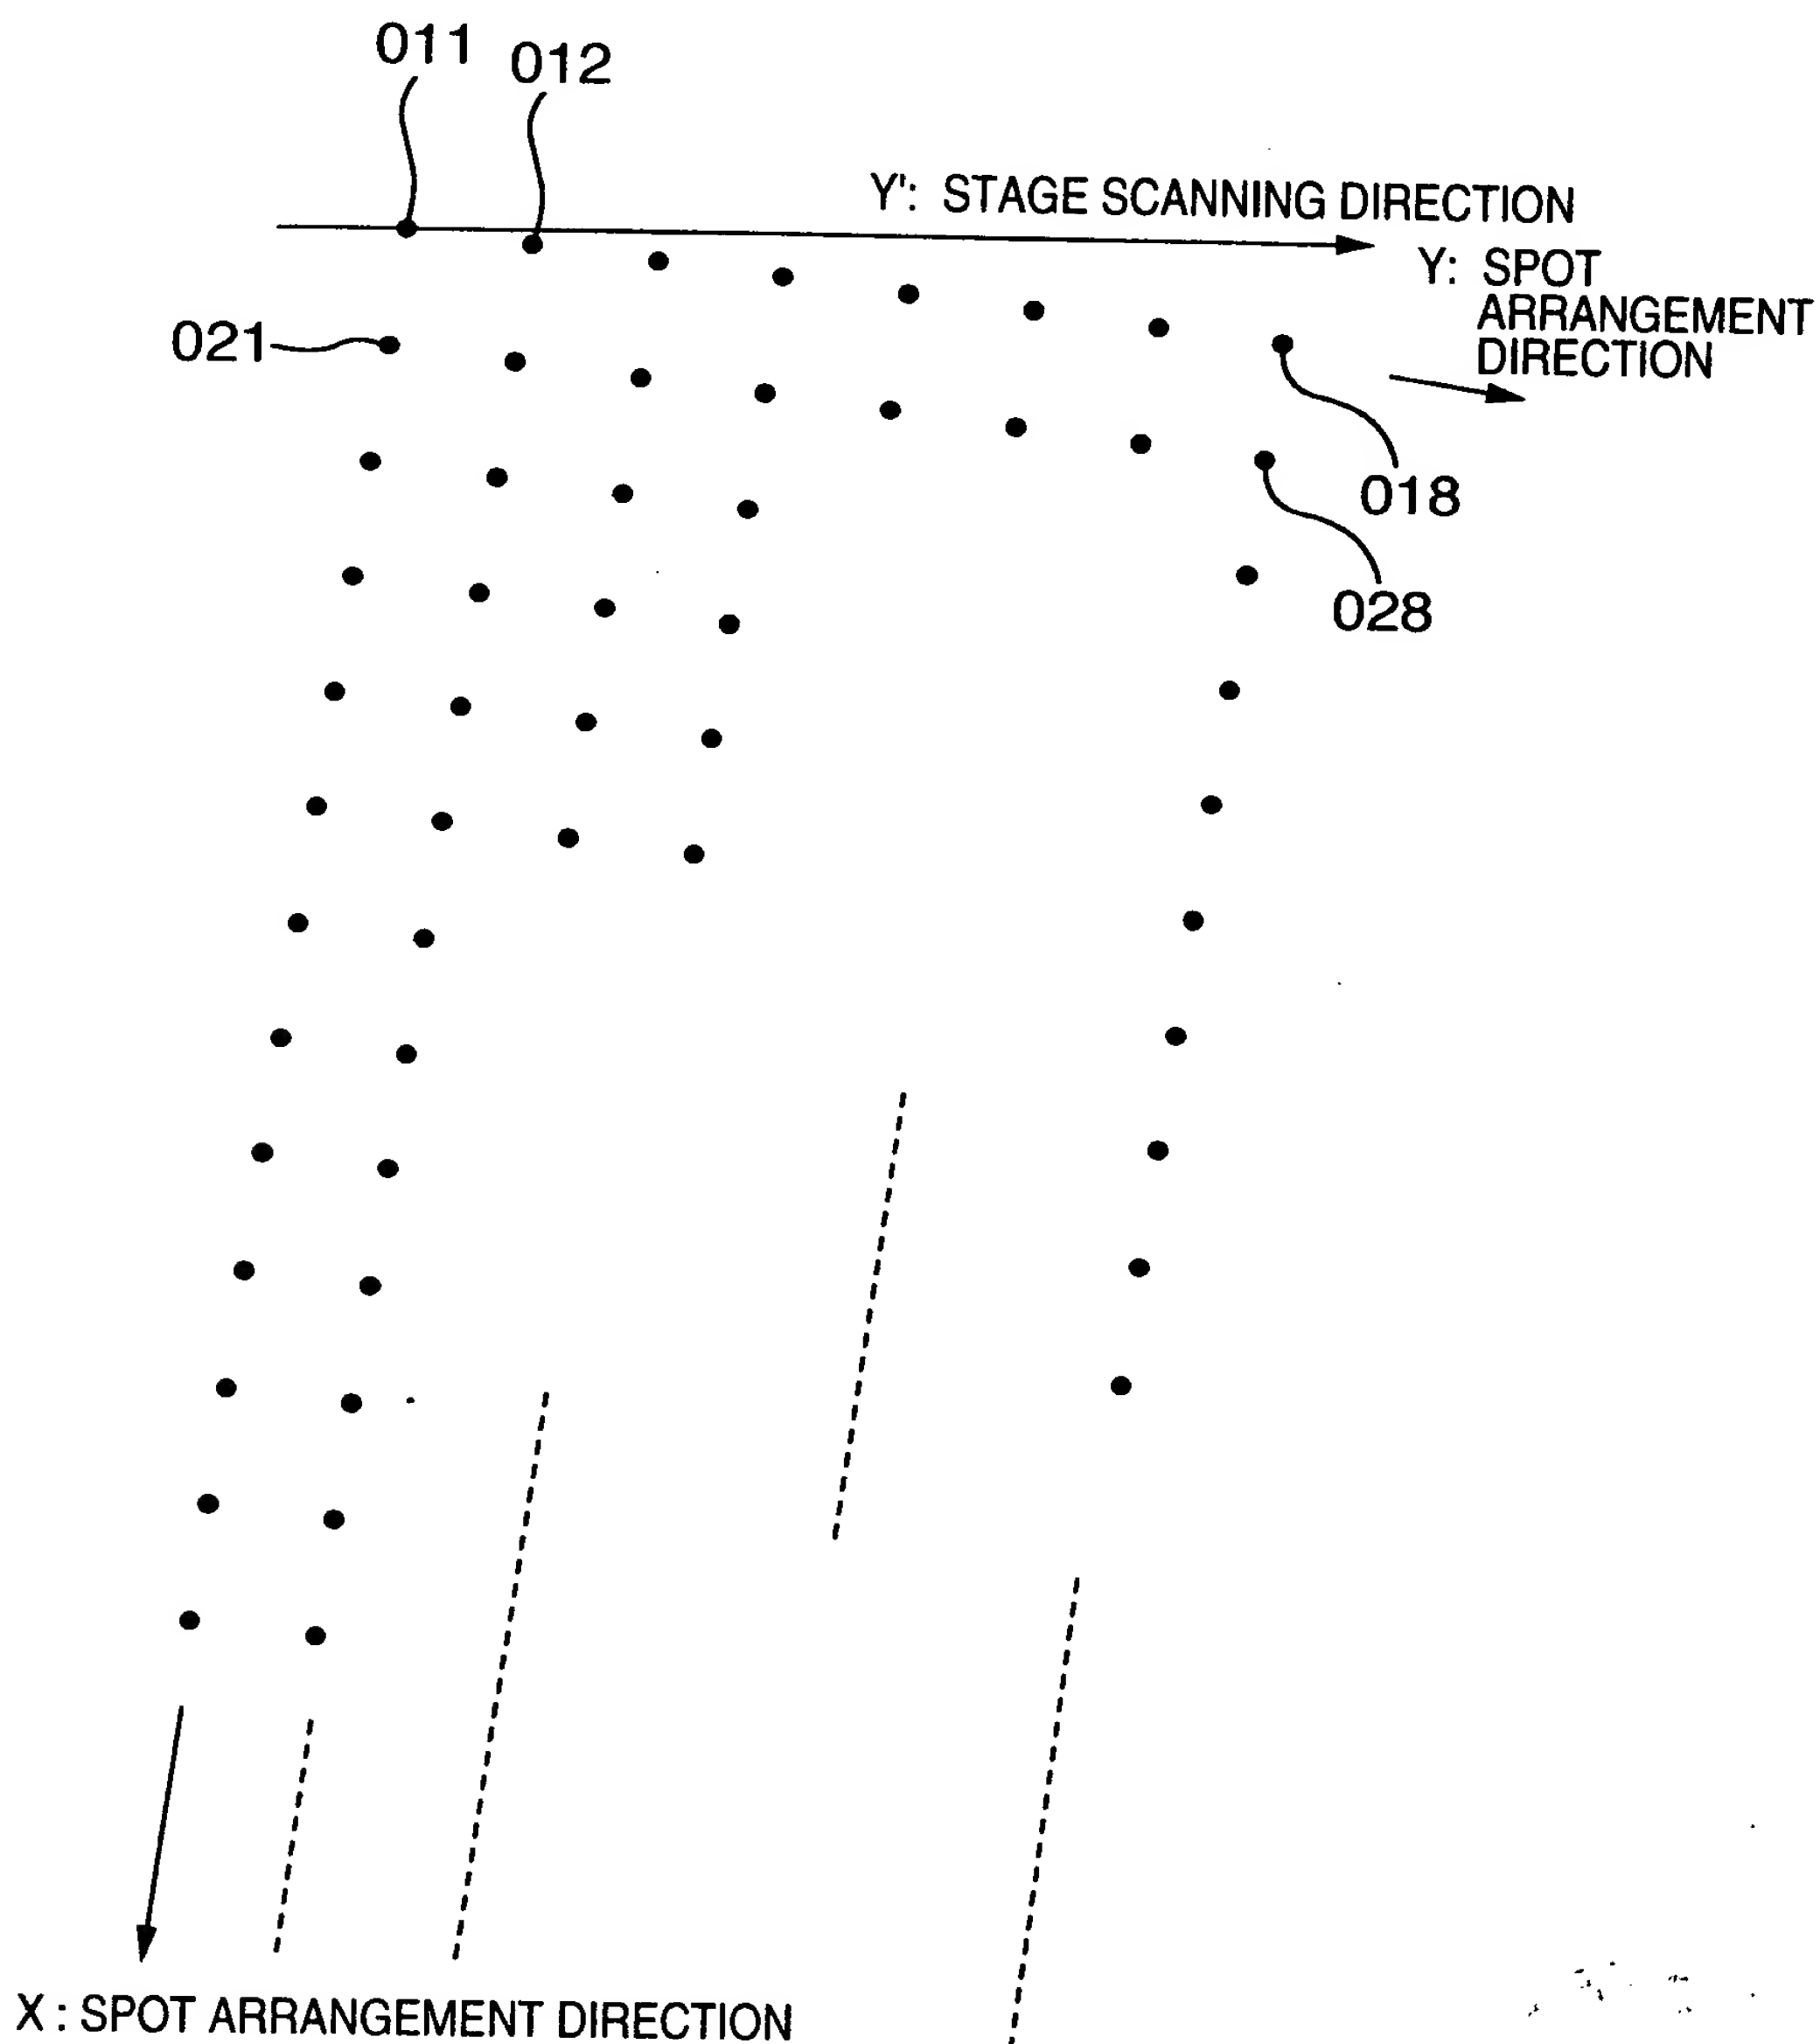 011
012
Y': STAGE SCANNING DIRECTION
Y: SPOT
ARRANGEMENT
DIRECTION
021
018
028
X : SPOT ARRANGEMENT DIRECTION